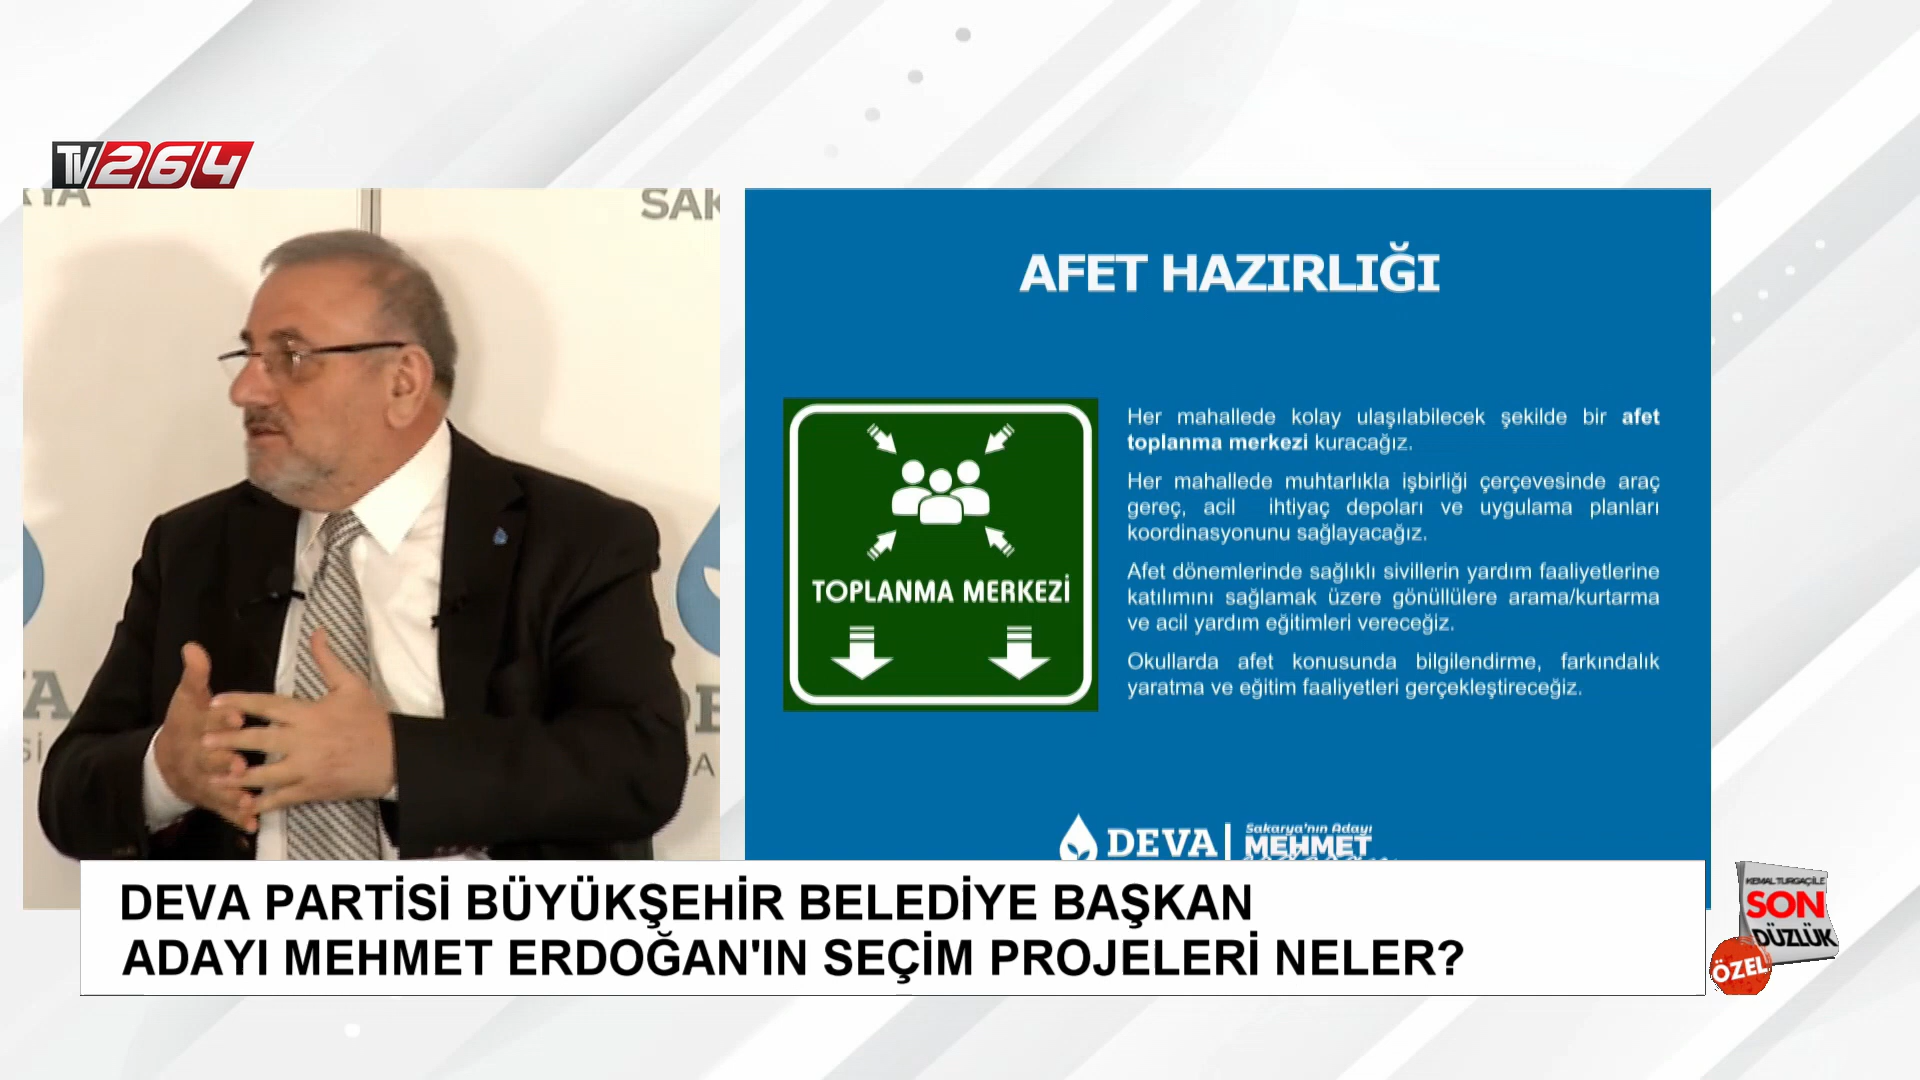 TV264
SAK
AFET HAZIRLIĞI
Her mahallede kolay ulaşılabilecek şekilde bir afet
toplanma merkezi kuracağız.
Her mahallede muhtarlıkla işbirliği çerçevesinde araç
gereç, acil ihtiyaç depoları ve uygulama planları
koordinasyonunu sağlayacağız.
Afet dönemlerinde sağlıklı sivillerin yardım faaliyetlerine
katılımını sağlamak üzere gönüllülere arama/kurtarma
ve acil yardım eğitimleri vereceğiz.
Okullarda afet konusunda bilgilendirme, farkındalık
yaratma ve eğitim faaliyetleri gerçekleştireceğiz.
TOPLANMA MERKEZİ
DEVA
Sakarya'nın Adayı
MEHMET
DEVA PARTİSİ BÜYÜKŞEHİR BELEDİYE BAŞKAN
ADAYI MEHMET ERDOĞAN'IN SEÇİM PROJELERİ NELER?
KEMAL TURGAÇ İLE
SON
DÜZLÜK
ÖZEL